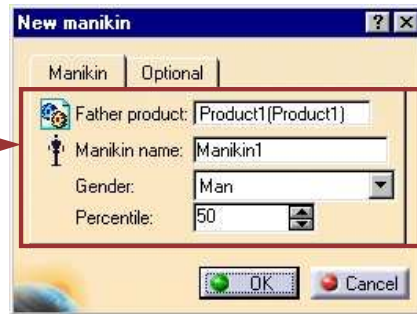 New manikin
Manikin Optional
Father product: Product1(Product1)
Manikin name: Manikin1
Gender: Man
Percentile: 50
OK Cancel